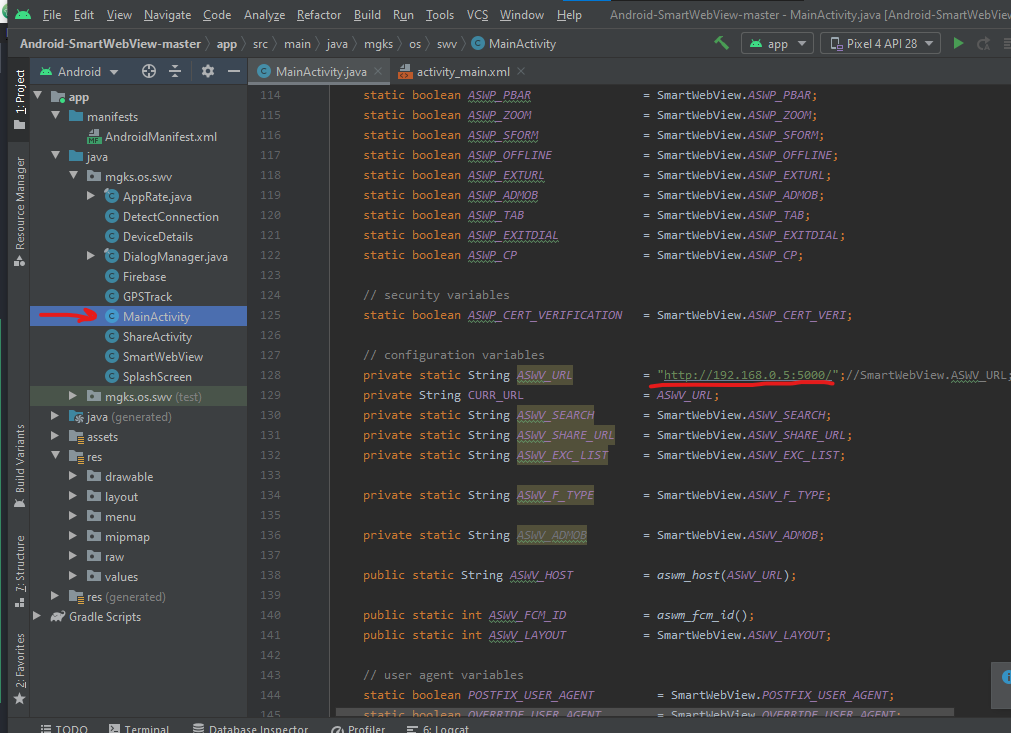 File Edit View Navigate Code Analyze Refactor Build Run Tools VCS Window Help Android-SmartWebView-master - MainActivity.java [Android-SmartWebView
Android-SmartWebView-master app src main java mgks os swv MainActivity app Pixel 4 API 28
1: Project
Resource Manager
Build Variants
7: Structure
2: Favorites
Android
app
manifests
AndroidManifest.xml
java
mgks.os.swv
AppRate.java
DetectConnection
DeviceDetails
DialogManager.java
Firebase
GPSTrack
MainActivity
ShareActivity
SmartWebView
SplashScreen
mgks.os.swv (test)
java (generated)
assets
res
drawable
layout
menu
mipmap
raw
values
res (generated)
Gradle Scripts
MainActivity.java activity_main.xml
114 static boolean ASWP_PBAR = SmartWebView.ASWP_PBAR;
115 static boolean ASWP_ZOOM = SmartWebView.ASWP_ZOOM;
116 static boolean ASWP_SFORM = SmartWebView.ASWP_SFORM;
117 static boolean ASWP_OFFLINE = SmartWebView.ASWP_OFFLINE;
118 static boolean ASWP_EXTURL = SmartWebView.ASWP_EXTURL;
119 static boolean ASWP_ADMOB = SmartWebView.ASWP_ADMOB;
120 static boolean ASWP_TAB = SmartWebView.ASWP_TAB;
121 static boolean ASWP_EXITDIAL = SmartWebView.ASWP_EXITDIAL;
122 static boolean ASWP_CP = SmartWebView.ASWP_CP;
123
124 // security variables
125 static boolean ASWP_CERT_VERIFICATION = SmartWebView.ASWP_CERT_VERI;
126
127 // configuration variables
128 private static String ASWV_URL = "http://192.168.0.5:5000/";//SmartWebView.ASWV_URL;
129 private String CURR_URL = ASWV_URL;
130 private static String ASWV_SEARCH = SmartWebView.ASWV_SEARCH;
131 private static String ASWV_SHARE_URL = SmartWebView.ASWV_SHARE_URL;
132 private static String ASWV_EXC_LIST = SmartWebView.ASWV_EXC_LIST;
133
134 private static String ASWV_F_TYPE = SmartWebView.ASWV_F_TYPE;
135
136 private static String ASWV_ADMOB = SmartWebView.ASWV_ADMOB;
137
138 public static String ASWV_HOST = aswm_host(ASWV_URL);
139
140 public static int ASWV_FCM_ID = aswm_fcm_id();
141 public static int ASWV_LAYOUT = SmartWebView.ASWV_LAYOUT;
142
143 // user agent variables
144 static boolean POSTFIX_USER_AGENT = SmartWebView.POSTFIX_USER_AGENT;
145 static boolean OVERRIDE_USER_AGENT = SmartWebView.OVERRIDE_USER_AGENT;
TODO Terminal Database Inspector Profiler 6: Logcat